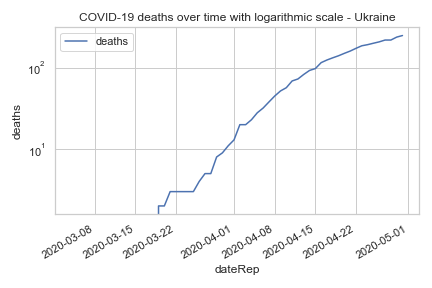 COVID-19 deaths over time with logarithmic scale - Ukraine
deaths
10²
10¹
deaths
2020-03-08
2020-03-15
2020-03-22
2020-04-01
2020-04-08
2020-04-15
2020-04-22
2020-05-01
dateRep